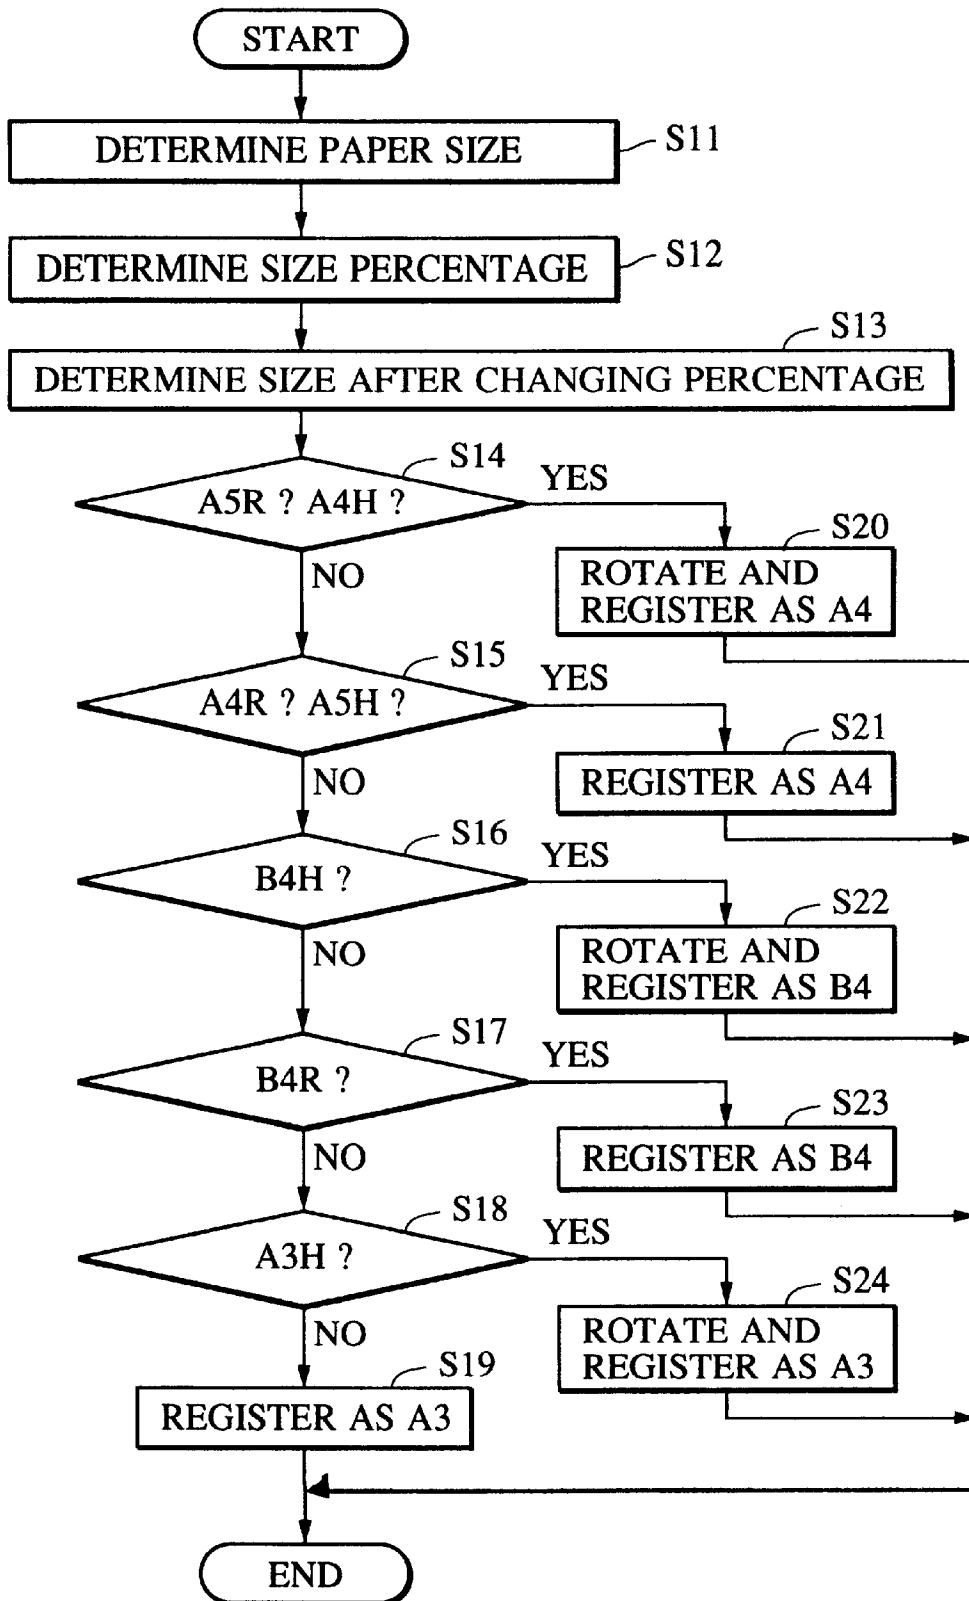 START
DETERMINE PAPER SIZE
S11
DETERMINE SIZE PERCENTAGE
S12
S13
DETERMINE SIZE AFTER CHANGING PERCENTAGE
S14
A5R ? A4H ?
YES
NO
S20
ROTATE AND
REGISTER AS A4
S15
A4R ? A5H ?
YES
NO
S21
REGISTER AS A4
S16
B4H ?
YES
NO
S22
ROTATE AND
REGISTER AS B4
S17
B4R ?
YES
NO
S23
REGISTER AS B4
S18
A3H ?
YES
NO
S24
ROTATE AND
REGISTER AS A3
S19
REGISTER AS A3
END